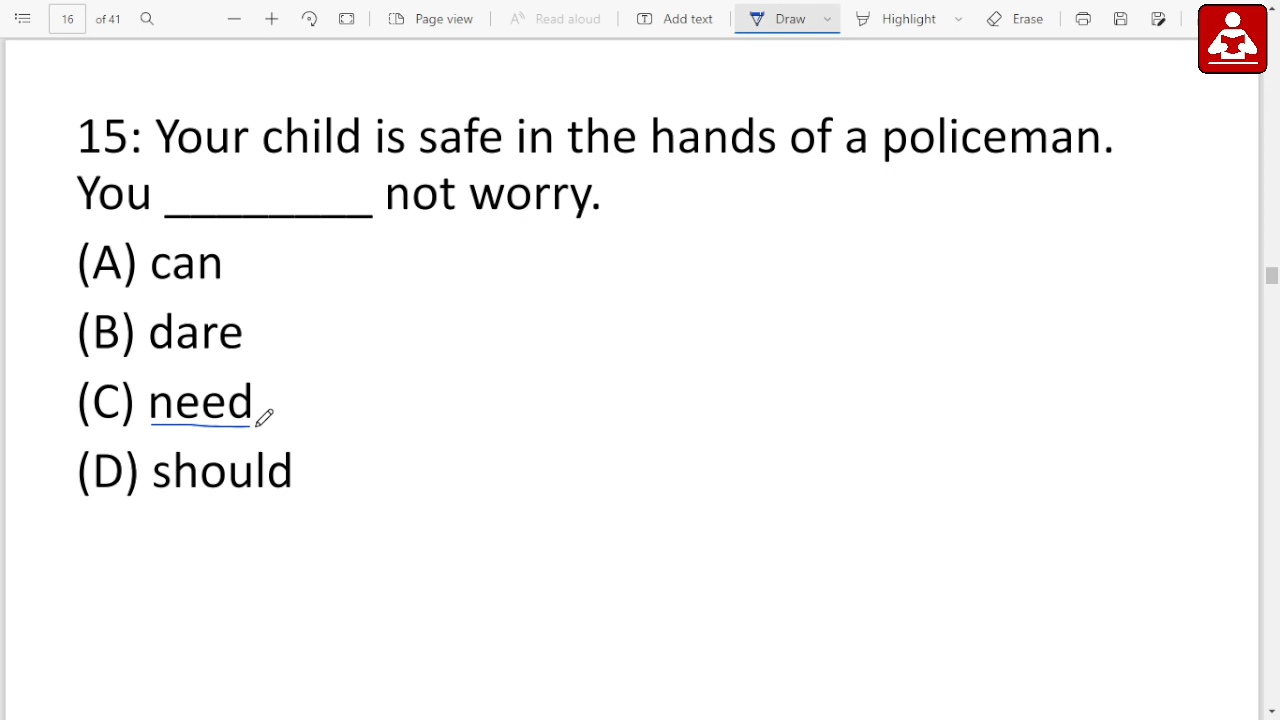 16 of 41 Page view Read aloud Add text Draw Highlight Erase
15: Your child is safe in the hands of a policeman.
You ________ not worry.
(A) can
(B) dare
(C) need
(D) should